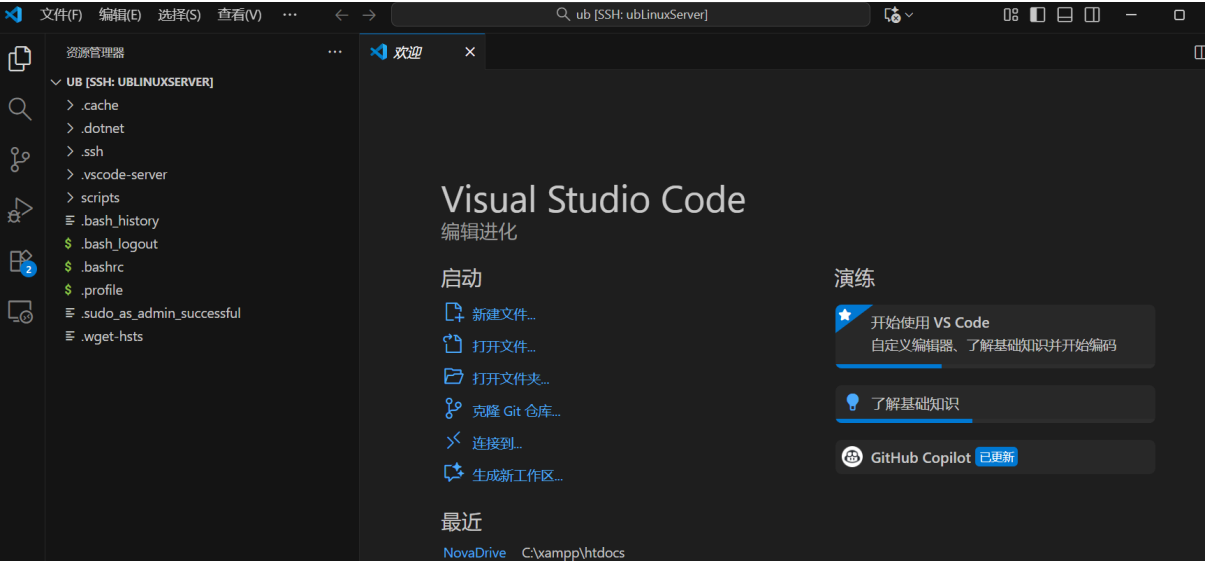 文件(F) 编辑(E) 选择(S) 查看(V) ··· ub [SSH: ubLinuxServer]
资源管理器 ···
UB [SSH: UBLINUXSERVER]
.cache
.dotnet
.ssh
.vscode-server
scripts
.bash_history
$ .bash_logout
$ .bashrc
$ .profile
.sudo_as_admin_successful
.wget-hsts
2
欢迎
Visual Studio Code
编辑进化
启动
新建文件...
打开文件...
打开文件夹...
克隆 Git 仓库...
连接到...
生成新工作区...
最近
NovaDrive C:\xampp\htdocs
演练
开始使用 VS Code
自定义编辑器、了解基础知识并开始编码
了解基础知识
GitHub Copilot 已更新